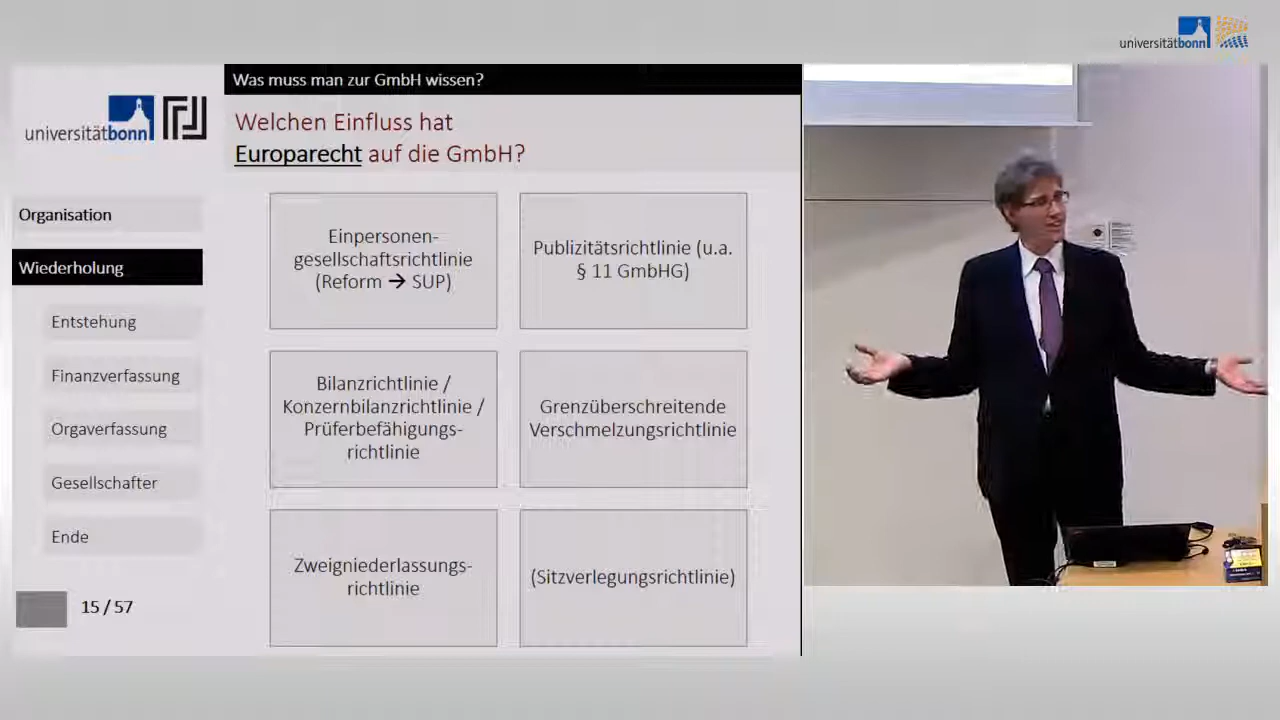 universitätbonn
universitätbonn
Was muss man zur GmbH wissen?
Welchen Einfluss hat
Europarecht auf die GmbH?
Organisation
Wiederholung
Entstehung
Finanzverfassung
Orgaverfassung
Gesellschafter
Ende
15 / 57
Einpersonen-
gesellschaftsrichtlinie
(Reform → SUP)
Publizitätsrichtlinie (u.a.
§ 11 GmbHG)
Bilanzrichtlinie /
Konzernbilanzrichtlinie /
Prüferbefähigungs-
richtlinie
Grenzüberschreitende
Verschmelzungsrichtlinie
Zweigniederlassungs-
richtlinie
(Sitzverlegungsrichtlinie)